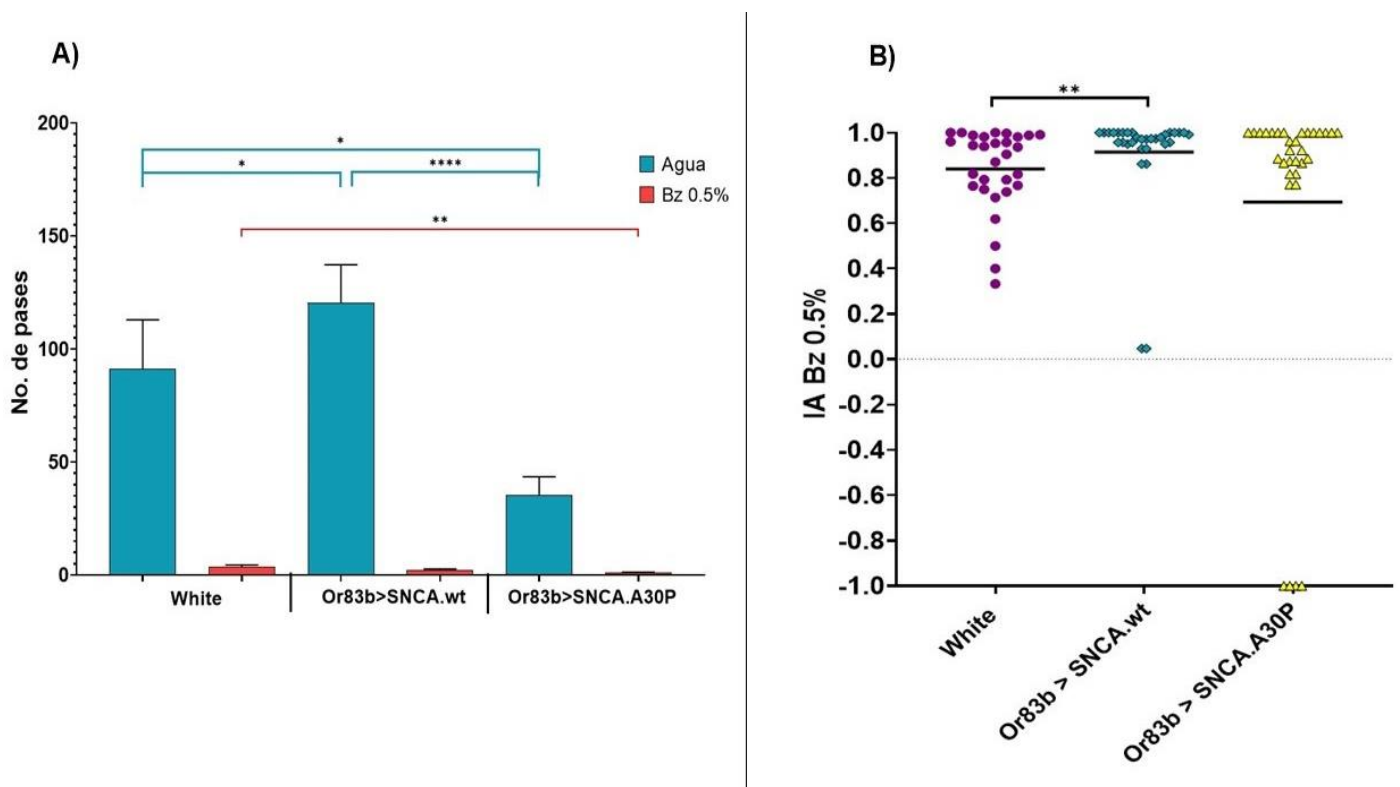 A)
200
150
100
50
0
No. de pases
*
*
****
**
Agua
Bz 0.5%
White
Or83b>SNCA.wt
Or83b>SNCA.A30P
B)
**
1.0
0.8
0.6
0.4
0.2
0.0
-0.2
-0.4
-0.6
-0.8
-1.0
IA Bz 0.5%
White
Or83b > SNCA.wt
Or83b > SNCA.A30P